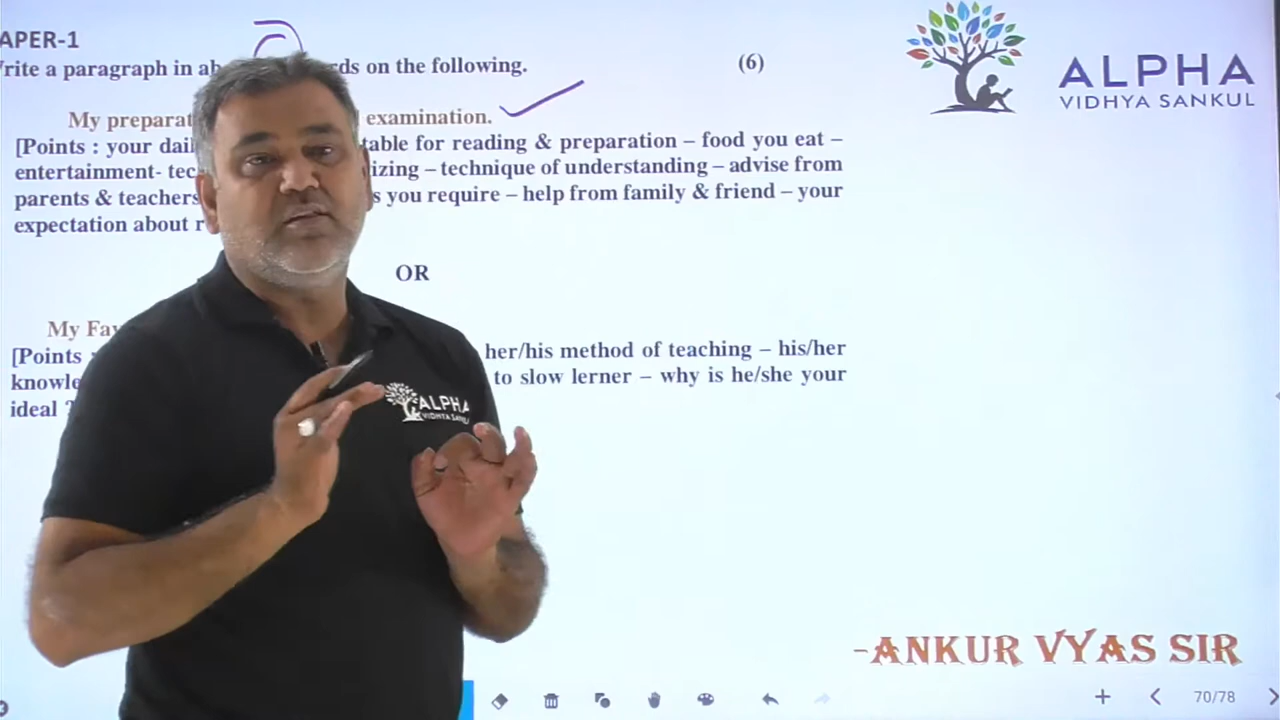 APER-1
rite a paragraph in ab rds on the following. (6)
My preparat examination.
[Points : your dail table for reading & preparation – food you eat –
entertainment- tec izing – technique of understanding – advise from
parents & teachers s you require – help from family & friend – your
expectation about r
OR
My Fav
[Points : her/his method of teaching – his/her
knowle to slow lerner – why is he/she your
ideal ?
ALPHA
VIDHYA SANKUL
ALPHA
VIDHYA SANKUL
-ANKUR VYAS SIR
70/78